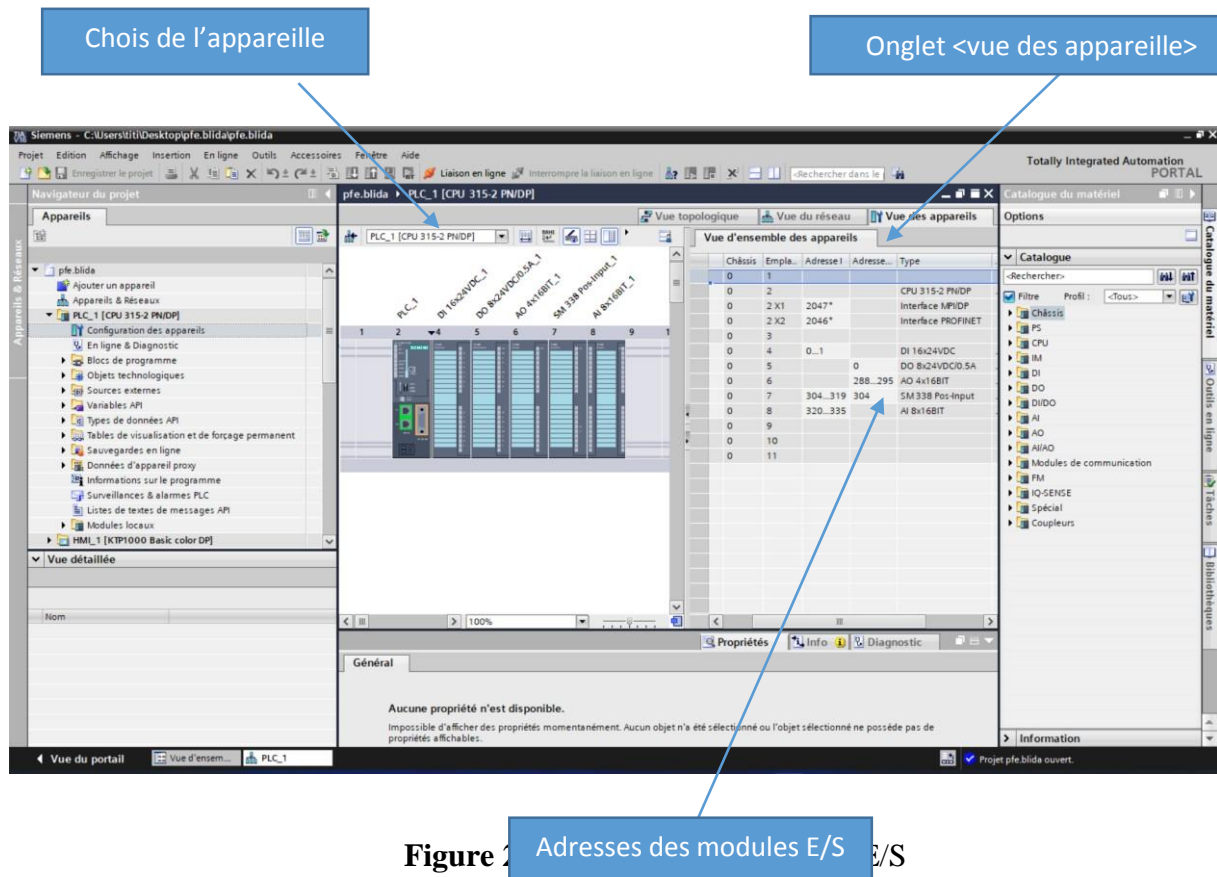 Chois de l’appareille
Onglet <vue des appareille>
Siemens - C:\Users\titi\Desktop\pfe.blida\pfe.blida
Projet Edition Affichage Insertion En ligne Outils Accessoires Fenêtre Aide
Enregistrer le projet Liaison en ligne Interrompre la liaison en ligne <Rechercher dans le
Totally Integrated Automation
PORTAL
Navigateur du projet
pfe.blida PLC_1 [CPU 315-2 PN/DP]
Catalogue du matériel
Appareils
Vue topologique Vue du réseau Vue des appareils
Options
PLC_1 [CPU 315-2 PN/DP]
Vue d'ensemble des appareils
Catalogue
<Rechercher>
Filtre Profil : <Tous>
Châssis
PS
CPU
IM
DI
DO
DI/DO
AI
AO
AI/AO
Modules de communication
FM
IQ-SENSE
Spécial
Coupleurs
Information
pfe.blida
Ajouter un appareil
Appareils & Réseaux
PLC_1 [CPU 315-2 PN/DP]
Configuration des appareils
En ligne & Diagnostic
Blocs de programme
Objets technologiques
Sources externes
Variables API
Types de données API
Tables de visualisation et de forçage permanent
Sauvegardes en ligne
Données d'appareil proxy
Informations sur le programme
Surveillances & alarmes PLC
Listes de textes de messages API
Modules locaux
HMI_1 [KTP1000 Basic color DP]
Vue détaillée
Nom
PLC_1
DI 16x24VDC_1
DO 8x24VDC/0.5A_1
AO 4x16BIT_1
SM 338 Pos-Input_1
AI 8x16BIT_1
1 2 4 5 6 7 8 9 1
SIEMENS
Châssis Empla.. Adresse I Adresse... Type
0 1
0 2 CPU 315-2 PN/DP
0 2 X1 2047* Interface MPI/DP
0 2 X2 2046* Interface PROFINET
0 3
0 4 0...1 DI 16x24VDC
0 5 0 DO 8x24VDC/0.5A
0 6 288...295 AO 4x16BIT
0 7 304...319 304 SM 338 Pos-Input
0 8 320...335 AI 8x16BIT
0 9
0 10
0 11
100%
Propriétés Info Diagnostic
Général
Aucune propriété n'est disponible.
Impossible d'afficher des propriétés momentanément. Aucun objet n'a été sélectionné ou l'objet sélectionné ne possède pas de
propriétés affichables.
Appareils & Réseaux
Catalogue du matériel
Outils en ligne
Tâches
Bibliothèques
Vue du portail Vue d'ensem... PLC_1
Projet pfe.blida ouvert.
Adresses des modules E/S
Figure 2 E/S